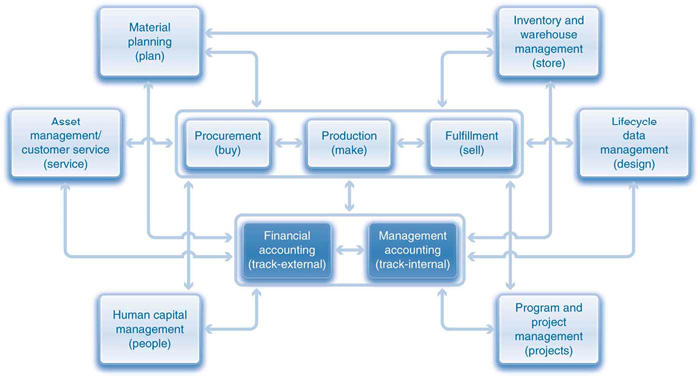 Material
planning
(plan)
Inventory and
warehouse
management
(store)
Asset
management/
customer service
(service)
Procurement
(buy)
Production
(make)
Fulfillment
(sell)
Lifecycle
data
management
(design)
Financial
accounting
(track-external)
Management
accounting
(track-internal)
Human capital
management
(people)
Program and
project
management
(projects)